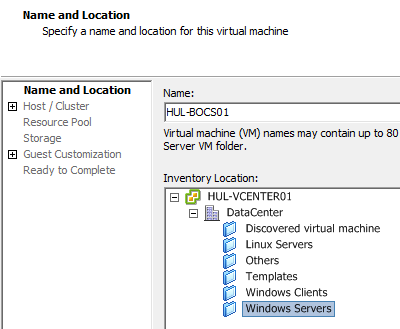 Name and Location
Specify a name and location for this virtual machine
Name and Location
Host / Cluster
Resource Pool
Storage
Guest Customization
Ready to Complete
Name:
HUL-BOCS01
Virtual machine (VM) names may contain up to 80
Server VM folder.
Inventory Location:
HUL-VCENTER01
DataCenter
Discovered virtual machine
Linux Servers
Others
Templates
Windows Clients
Windows Servers